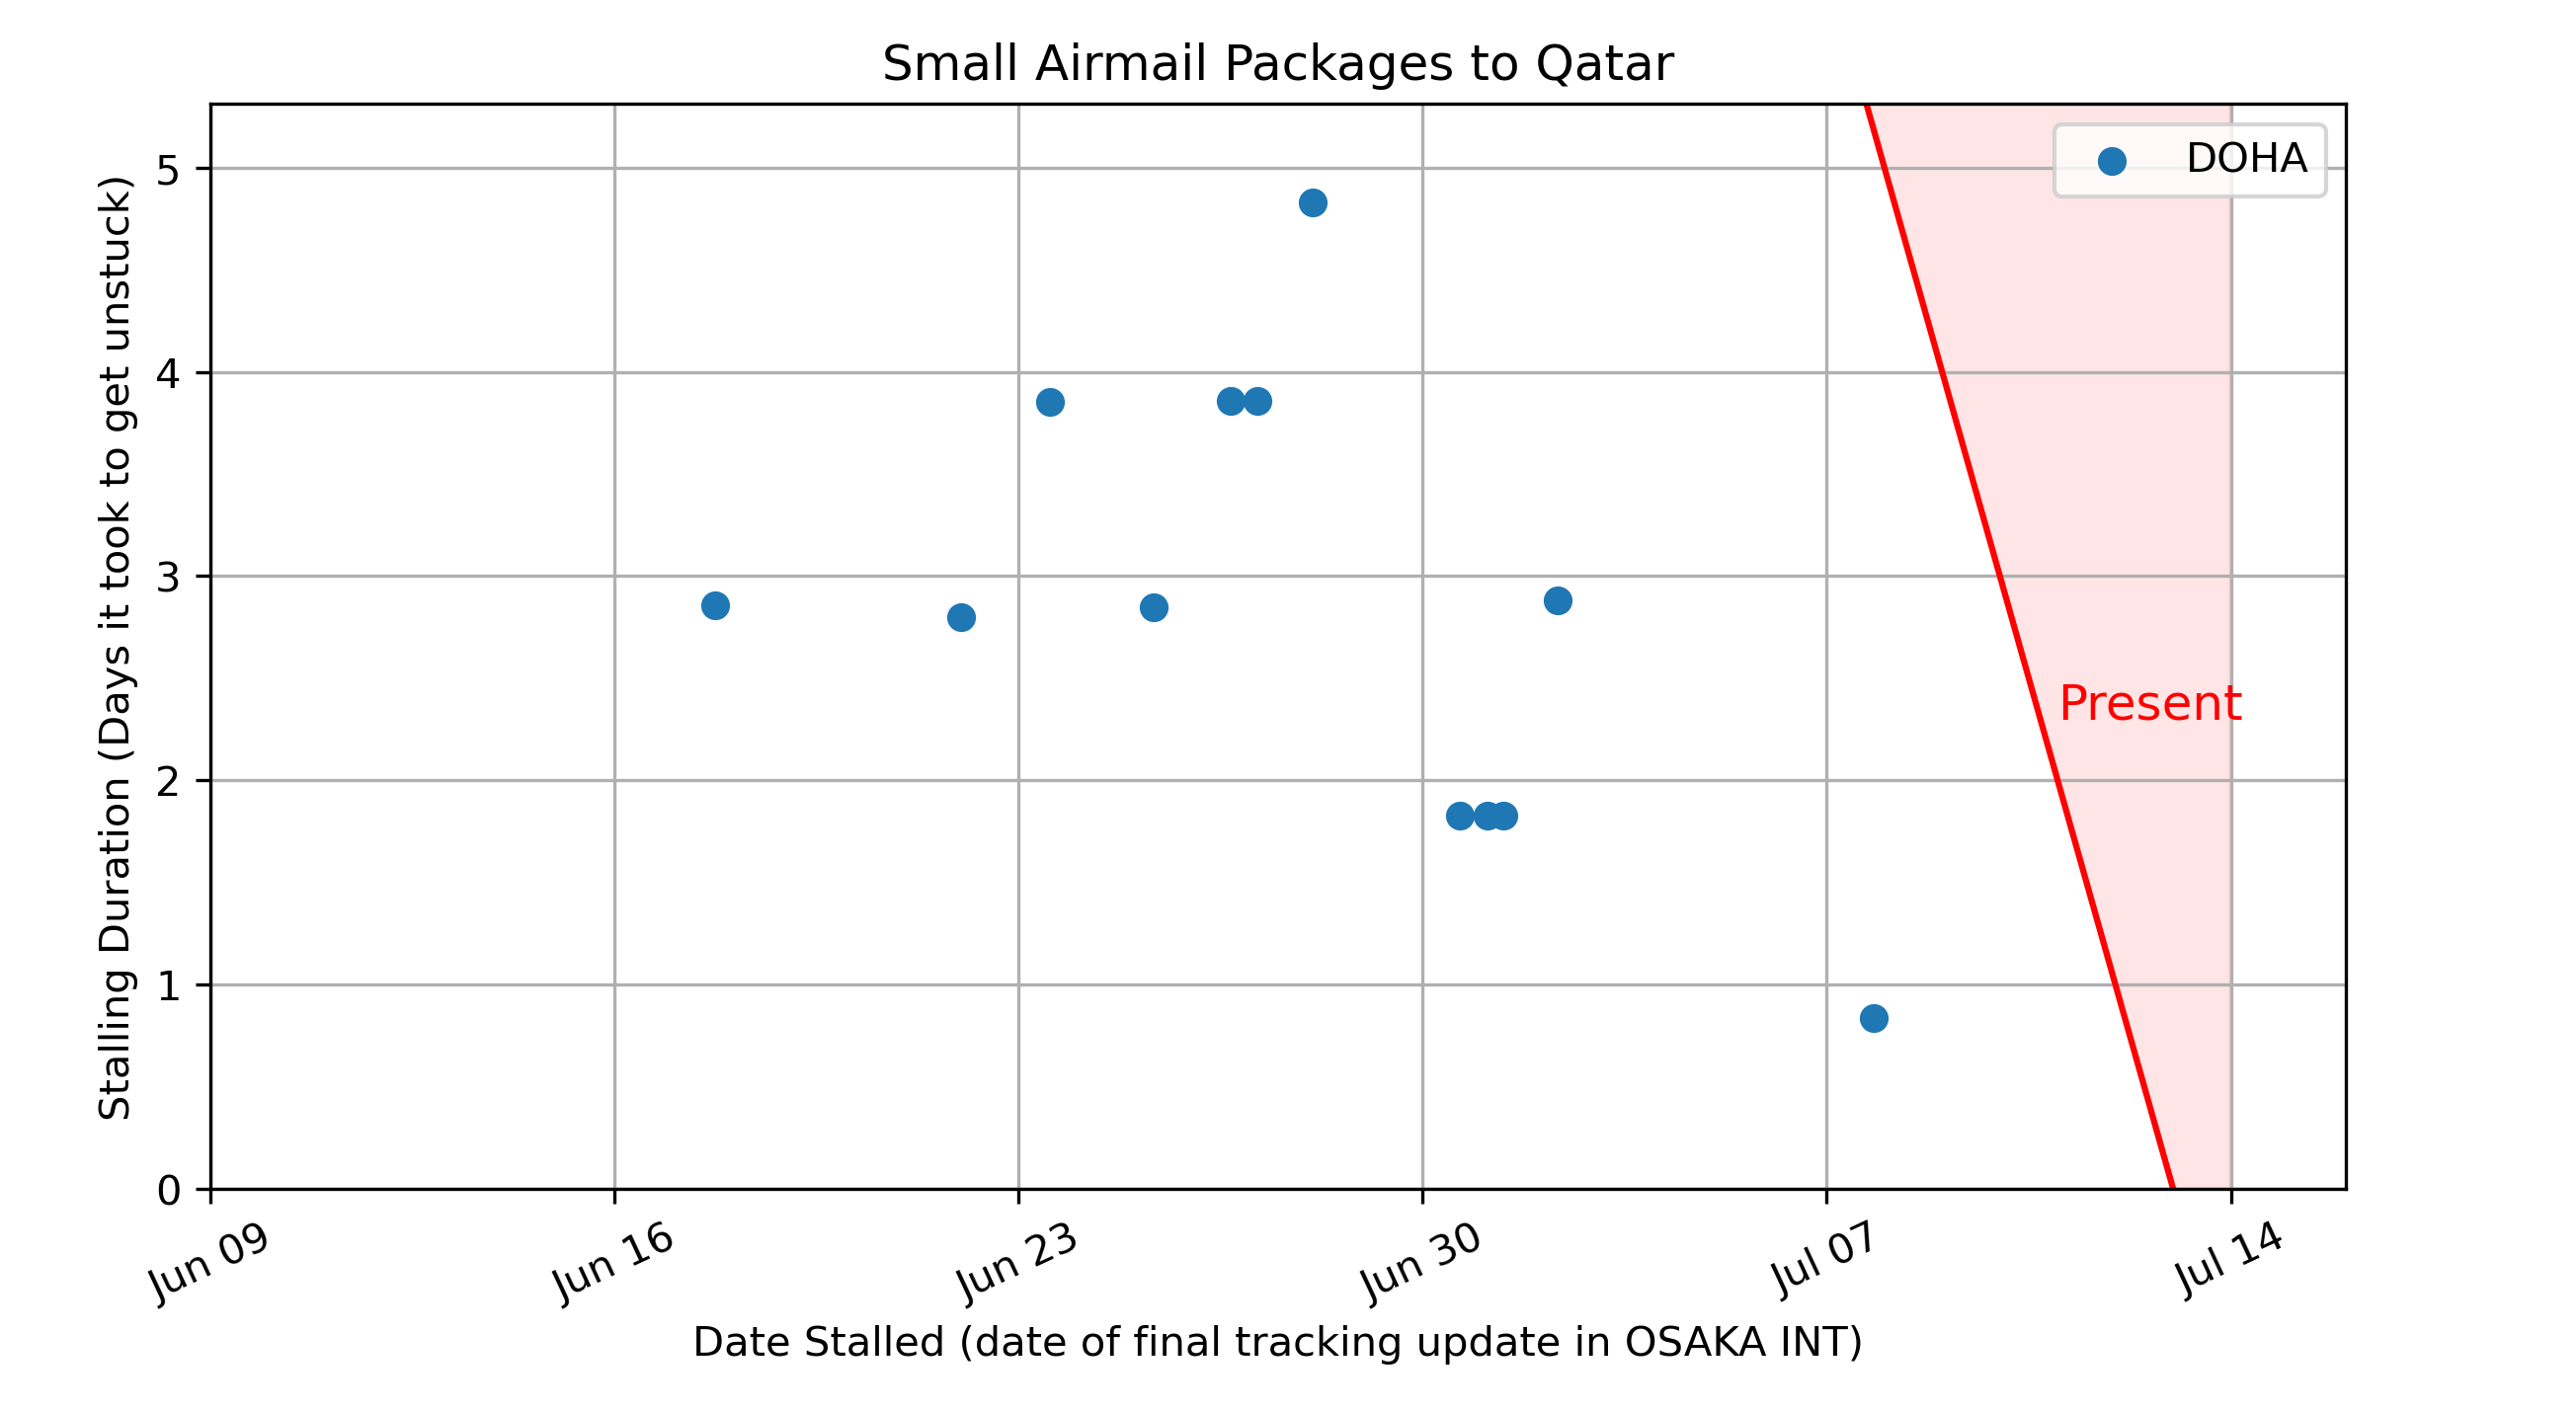 Small Airmail Packages to Qatar
DOHA
Stalling Duration (Days it took to get unstuck)
5
4
3
2
1
0
Present
Jun 09
Jun 16
Jun 23
Jun 30
Jul 07
Jul 14
Date Stalled (date of final tracking update in OSAKA INT)